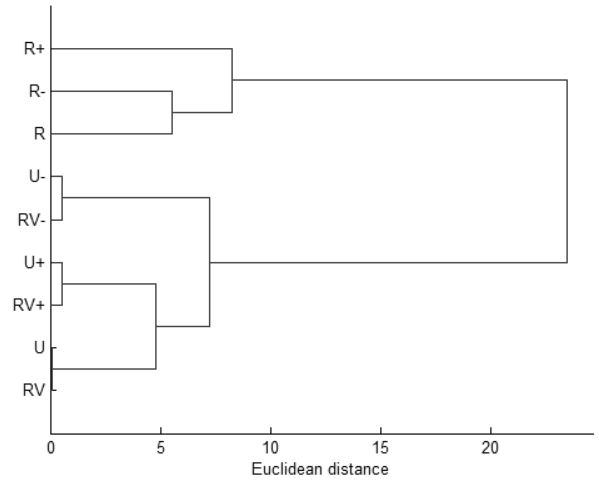 R+
R-
R
U-
RV-
U+
RV+
U
RV
0 5 10 15 20
Euclidean distance